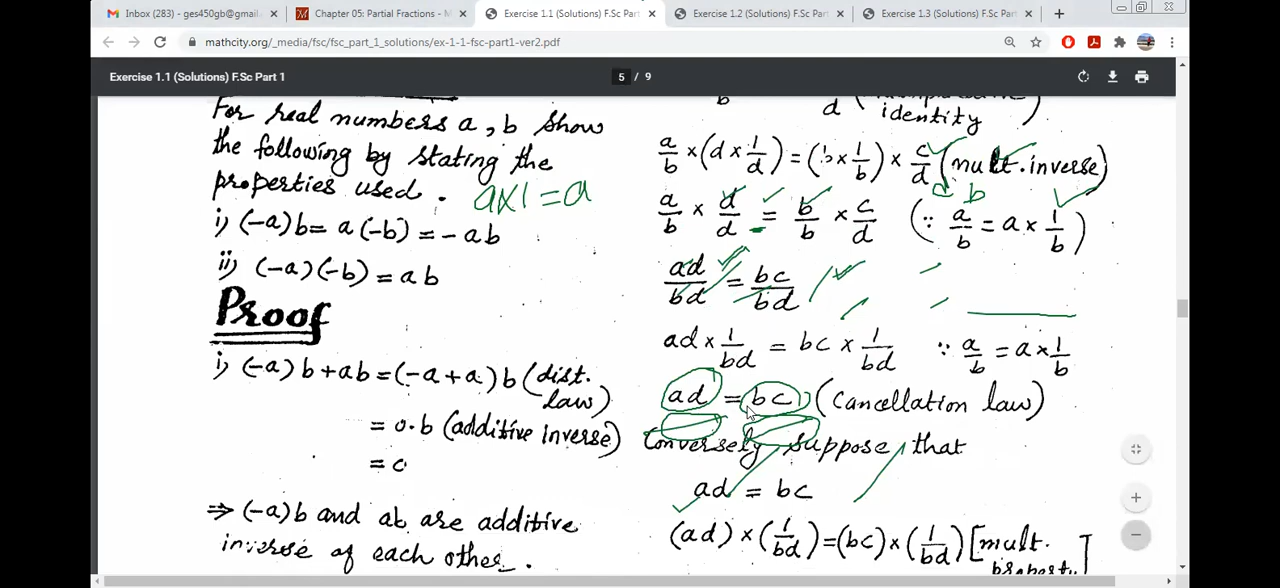 Inbox (283) - ges450gb@gmail.
Chapter 05: Partial Fractions - M
Exercise 1.1 (Solutions) F.Sc Part
Exercise 1.2 (Solutions) F.Sc Part
Exercise 1.3 (Solutions) F.Sc Part
mathcity.org/_media/fsc/fsc_part_1_solutions/ex-1-1-fsc-part1-ver2.pdf
Exercise 1.1 (Solutions) F.Sc Part 1
5 / 9
For real numbers a, b show
the following by stating the
properties used.
a×1=a
i) (-a)b= a(-b) = -ab
ii) (-a)(-b) = ab
Proof
i) (-a)b+ab=(-a+a)b (dist.
law)
= 0.b (additive inverse)
= 0
⇒ (-a)b and ab are additive
inverse of each other.
b d
identity)
a/b × (d × 1/d) = (b × 1/b) × c/d (mult. inverse)
d b
a/b × d/d = b/b × c/d (∵ a/b = a × 1/b)
ad/bd = bc/bd
ad × 1/bd = bc × 1/bd ∵ a/b = a × 1/b
ad = bc (Cancellation law)
Conversely suppose that
ad = bc
(ad) × (1/bd) = (bc) × (1/bd) [mult.
property]